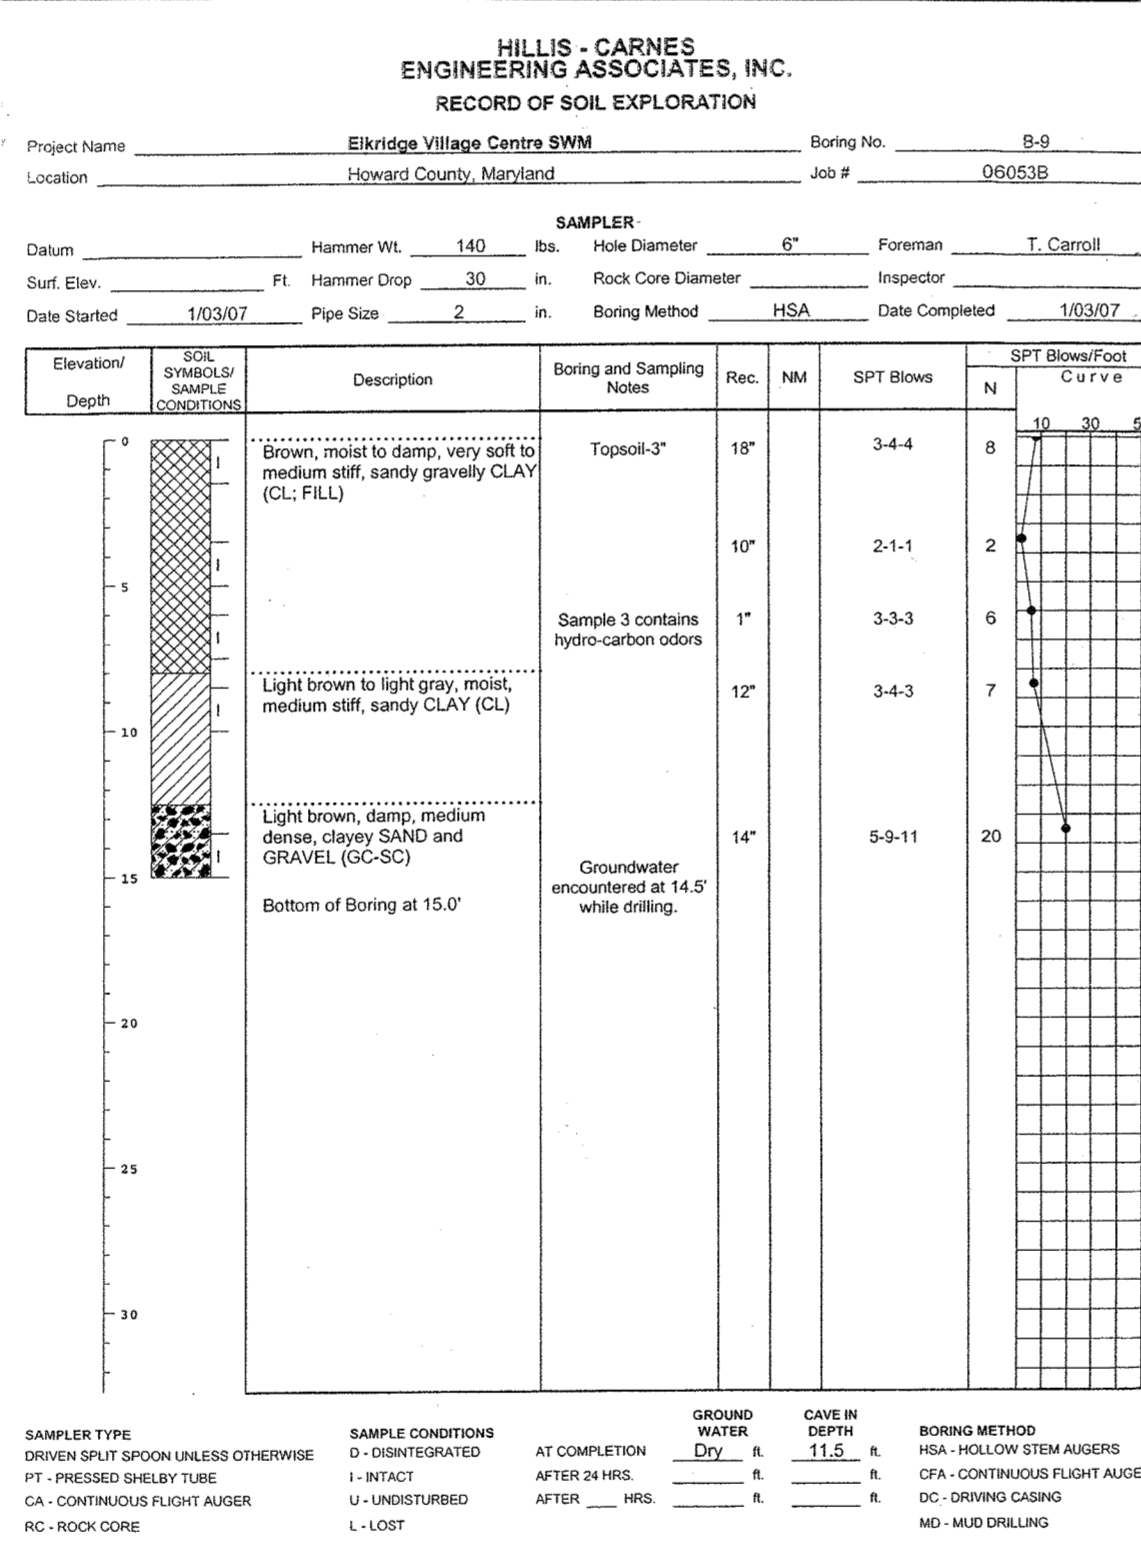 HILLIS - CARNES
ENGINEERING ASSOCIATES, INC.
RECORD OF SOIL EXPLORATION
Project Name Elkridge Village Centre SWM Boring No. B-9
Location Howard County, Maryland Job # 06053B
SAMPLER
Datum Hammer Wt. 140 lbs. Hole Diameter 6" Foreman T. Carroll
Surf. Elev. Ft. Hammer Drop 30 in. Rock Core Diameter Inspector
Date Started 1/03/07 Pipe Size 2 in. Boring Method HSA Date Completed 1/03/07
Elevation/
Depth
SOIL
SYMBOLS/
SAMPLE
CONDITIONS
Description
Boring and Sampling
Notes
Rec.
NM
SPT Blows
SPT Blows/Foot
N
Curve
10 30 5
0
Brown, moist to damp, very soft to
medium stiff, sandy gravelly CLAY
(CL; FILL)
Topsoil-3"
18" 3-4-4 8
I
10" 2-1-1 2
I
5
Sample 3 contains
hydro-carbon odors
1" 3-3-3 6
I
Light brown to light gray, moist,
medium stiff, sandy CLAY (CL)
12" 3-4-3 7
I
10
Light brown, damp, medium
dense, clayey SAND and
GRAVEL (GC-SC)
14" 5-9-11 20
I
Groundwater
encountered at 14.5'
while drilling.
15
Bottom of Boring at 15.0'
20
25
30
SAMPLER TYPE
DRIVEN SPLIT SPOON UNLESS OTHERWISE
PT - PRESSED SHELBY TUBE
CA - CONTINUOUS FLIGHT AUGER
RC - ROCK CORE
SAMPLE CONDITIONS
D - DISINTEGRATED
I - INTACT
U - UNDISTURBED
L - LOST
GROUND
WATER
CAVE IN
DEPTH
AT COMPLETION Dry ft. 11.5 ft.
AFTER 24 HRS. ft. ft.
AFTER HRS. ft. ft.
BORING METHOD
HSA - HOLLOW STEM AUGERS
CFA - CONTINUOUS FLIGHT AUGE
DC - DRIVING CASING
MD - MUD DRILLING